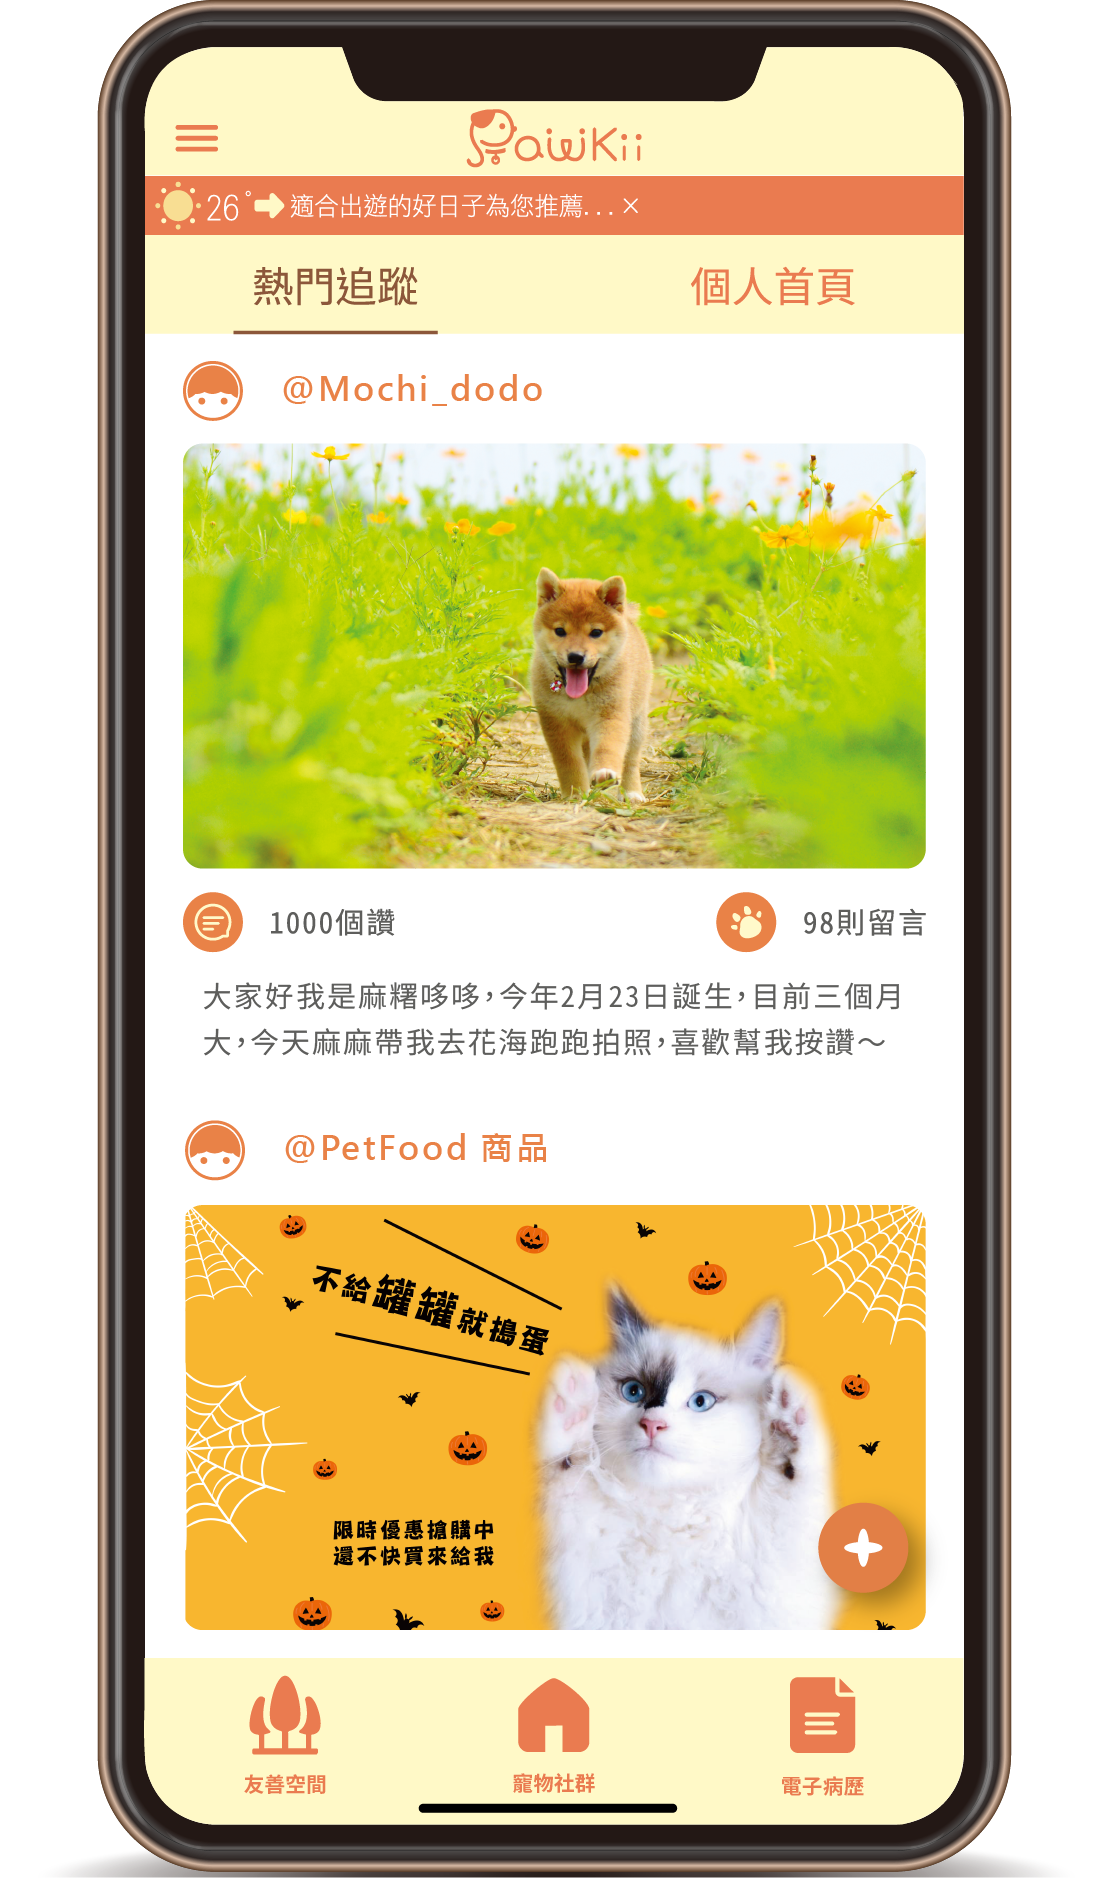 PawKii
26°➡適合出遊的好日子為您推薦...×
熱門追蹤
個人首頁
@Mochi_dodo
1000個讚
98則留言
大家好我是麻糬哆哆，今年2月23日誕生，目前三個月
大，今天麻麻帶我去花海跑跑拍照，喜歡幫我按讚～
@PetFood 商品
不給罐罐就搗蛋
限時優惠搶購中
還不快買來給我
友善空間
寵物社群
電子病歷